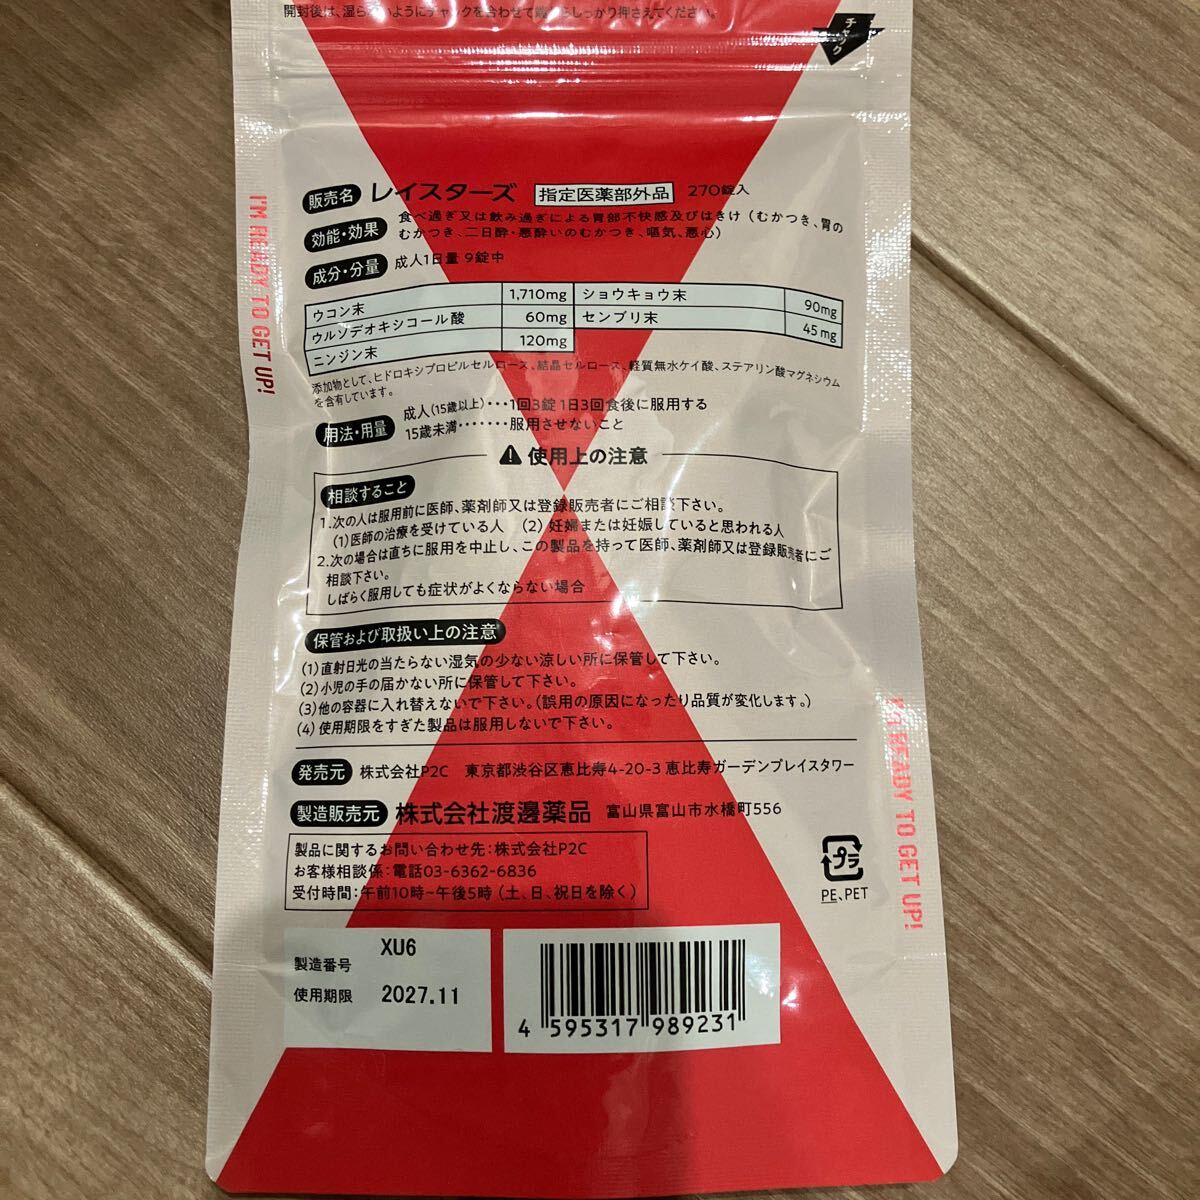 開封後は、湿らないようにチャックを合わせて端からしっかり押さえてください。
チャック
販売名 レイスターズ 指定医薬部外品 270錠入
効能・効果 食べ過ぎ又は飲み過ぎによる胃部不快感及びはきけ(むかつき、胃の
むかつき、二日酔・悪酔いのむかつき、嘔気、悪心)
成分・分量 成人1日量 9錠中
ウコン末 1,710mg ショウキョウ末 90mg
ウルソデオキシコール酸 60mg センブリ末 45mg
ニンジン末 120mg
添加物として、ヒドロキシプロピルセルロース、結晶セルロース、軽質無水ケイ酸、ステアリン酸マグネシウム
を含有しています。
用法・用量 成人(15歳以上)・・・1回3錠 1日3回食後に服用する
15歳未満・・・・・・・服用させないこと
使用上の注意
相談すること
1.次の人は服用前に医師、薬剤師又は登録販売者にご相談下さい。
(1)医師の治療を受けている人 (2)妊婦または妊娠していると思われる人
2.次の場合は直ちに服用を中止し、この製品を持って医師、薬剤師又は登録販売者にご
相談下さい。
しばらく服用しても症状がよくならない場合
保管および取扱い上の注意
(1)直射日光の当たらない湿気の少ない涼しい所に保管して下さい。
(2)小児の手の届かない所に保管して下さい。
(3)他の容器に入れ替えないで下さい。(誤用の原因になったり品質が変化します。)
(4)使用期限をすぎた製品は服用しないで下さい。
発売元 株式会社P2C 東京都渋谷区恵比寿4-20-3 恵比寿ガーデンプレイスタワー
製造販売元 株式会社渡邊薬品 富山県富山市水橋町556
製品に関するお問い合わせ先:株式会社P2C
お客様相談係:電話03-6362-6836
受付時間:午前10時~午後5時(土、日、祝日を除く)
プラ
PE、PET
製造番号 XU6
使用期限 2027.11
4 595317 989231
I'M READY TO GET UP!
I'M READY TO GET UP!